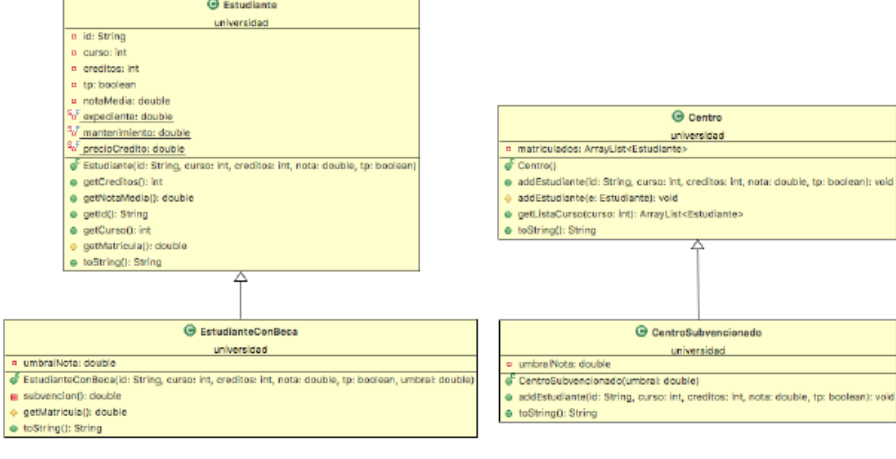 Estudiante
universidad
id: String
curso: int
creditos: int
tp: boolean
notaMedia: double
expediente: double
mantenimiento: double
precioCredito: double
Estudiante(id: String, curso: int, creditos: int, nota: double, tp: boolean)
getCreditos(): int
getNotaMedia(): double
getId(): String
getCurso(): int
getMatricula(): double
toString(): String
Centro
universidad
matriculados: ArrayList<Estudiante>
Centro()
addEstudiante(id: String, curso: int, creditos: int, nota: double, tp: boolean): void
addEstudiante(e: Estudiante): void
getListaCurso(curso: int): ArrayList<Estudiante>
toString(): String
EstudianteConBeca
universidad
umbralNota: double
EstudianteConBeca(id: String, curso: int, creditos: int, nota: double, tp: boolean, umbral: double)
subvencion(): double
getMatricula(): double
toString(): String
CentroSubvencionado
universidad
umbralNota: double
CentroSubvencionado(umbral: double)
addEstudiante(id: String, curso: int, creditos: int, nota: double, tp: boolean): void
toString(): String